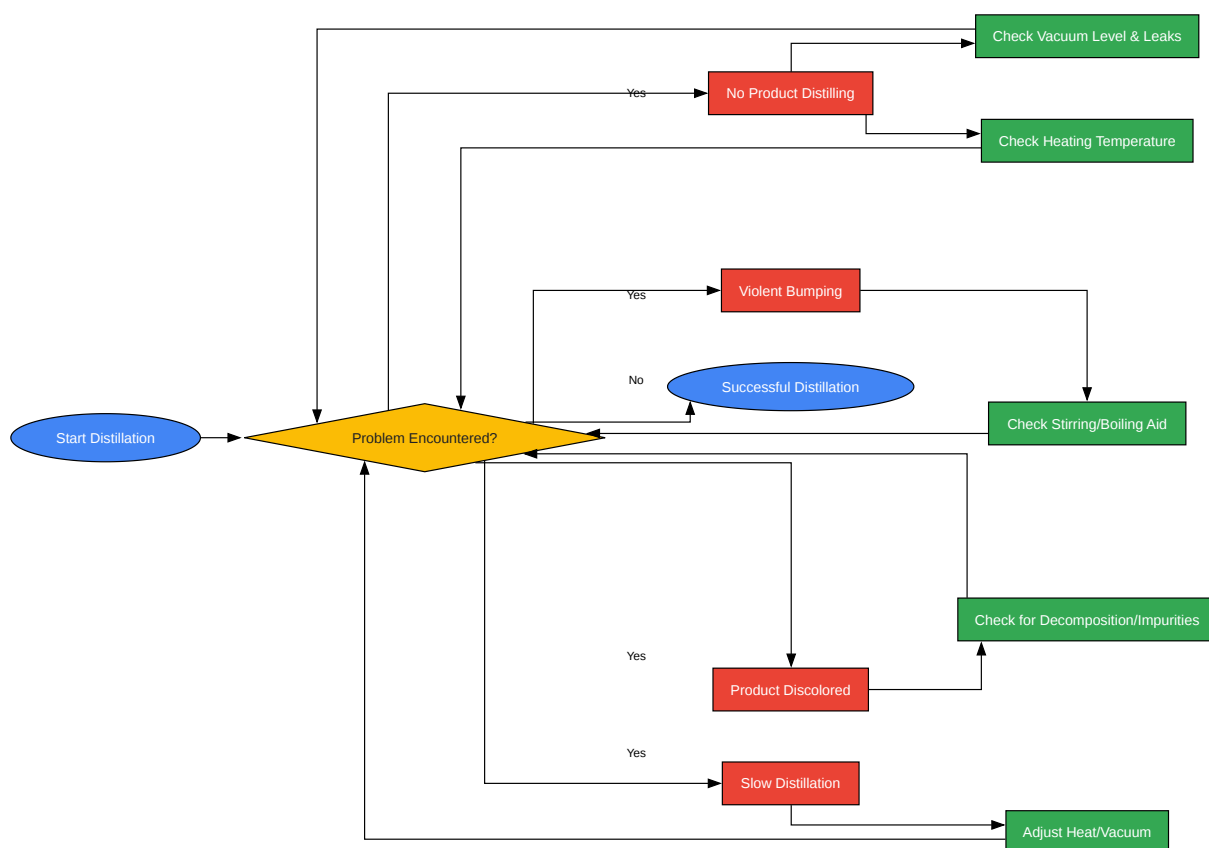 Check Vacuum Level & Leaks
Yes
No Product Distilling
Check Heating Temperature
Yes
Violent Bumping
No
Successful Distillation
Start Distillation
Problem Encountered?
Check Stirring/Boiling Aid
Check for Decomposition/Impurities
Yes
Product Discolored
Yes
Slow Distillation
Adjust Heat/Vacuum